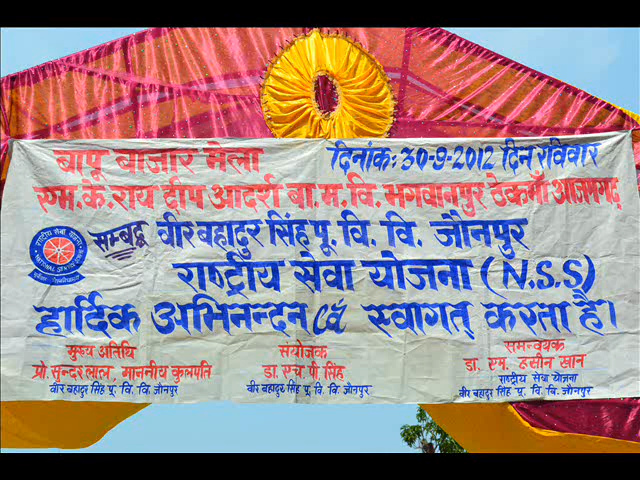 बापू बाजार मेला दिनांक: 30-9-2012 दिन रविवार
एम.के.राय दीप आदर्श बा.म.वि. भगवानपुर ठेकमाँ आजमगढ़
सम्बद्ध वीर बहादुर सिंह पू. वि. वि. जौनपुर
राष्ट्रीय सेवा योजना (N.S.S)
हार्दिक अभिनन्दन एवं स्वागत् करता है।
मुख्य अतिथि
प्रो. सुन्दर लाल, माननीय कुलपति
वीर बहादुर सिंह पू. वि. वि. जौनपुर
संयोजक
डा. एच. पी. सिंह
वीर बहादुर सिंह पू. वि. वि. जौनपुर
समन्वयक
डा. एम. हसीन खान
राष्ट्रीय सेवा योजना
वीर बहादुर सिंह पू. वि. वि. जौनपुर